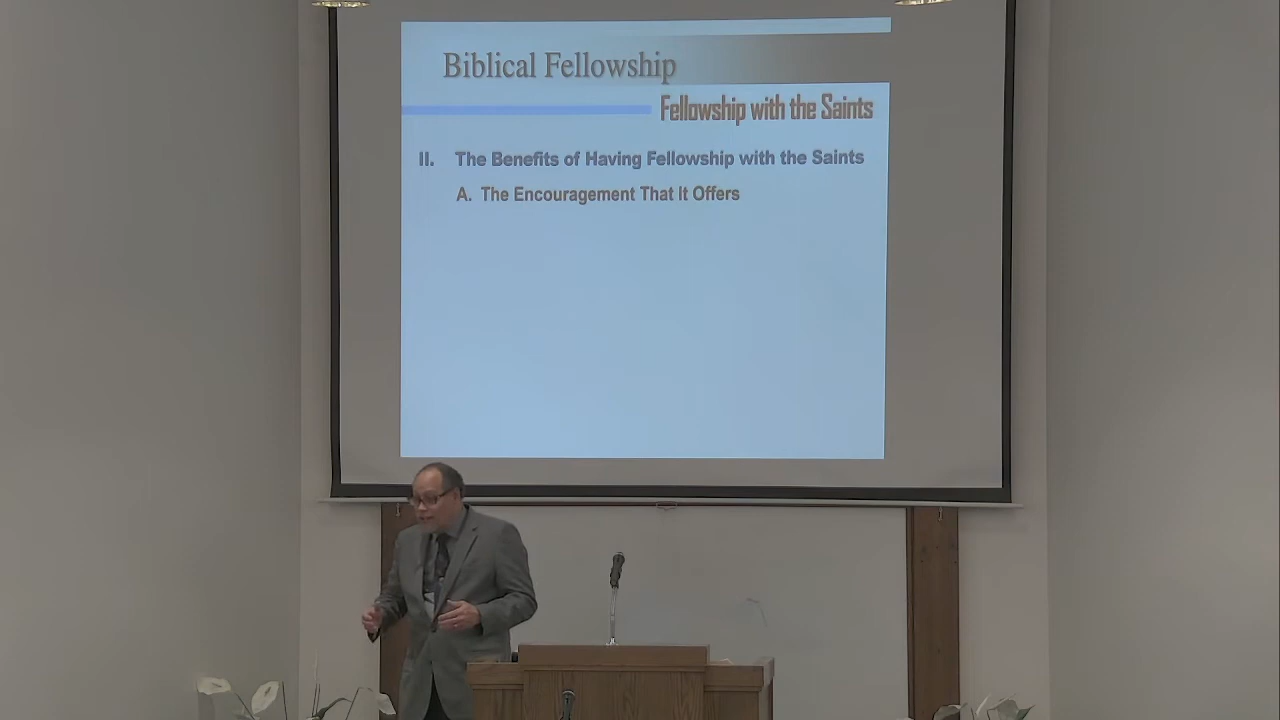 Biblical Fellowship
Fellowship with the Saints
II. The Benefits of Having Fellowship with the Saints
A. The Encouragement That It Offers